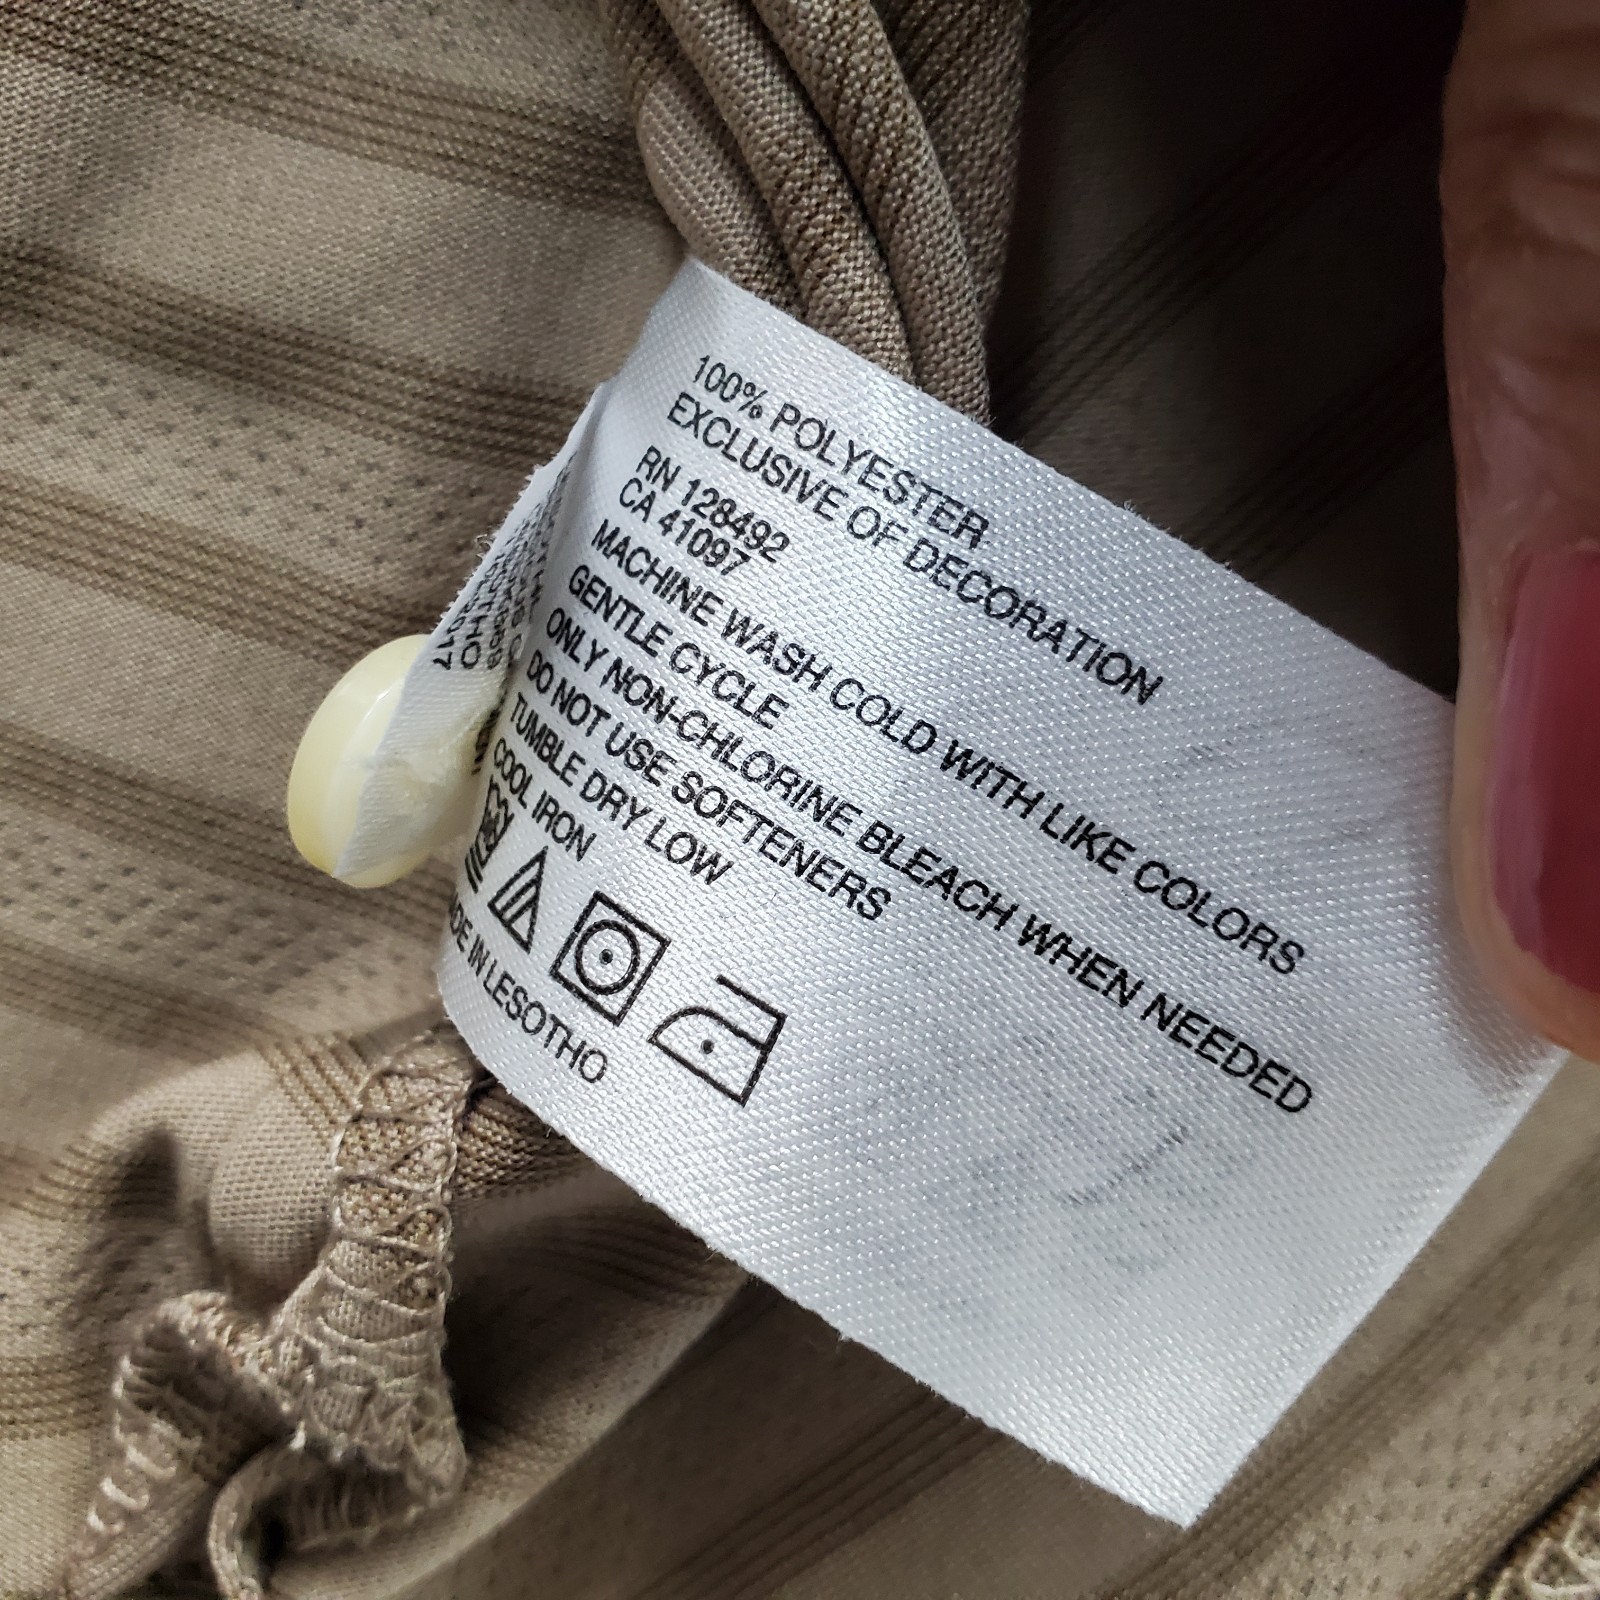 100% POLYESTER
EXCLUSIVE OF DECORATION
RN 128492
CA 41097
MACHINE WASH COLD WITH LIKE COLORS
GENTLE CYCLE
ONLY NON-CHLORINE BLEACH WHEN NEEDED
DO NOT USE SOFTENERS
TUMBLE DRY LOW
COOL IRON
IN LESOTHO